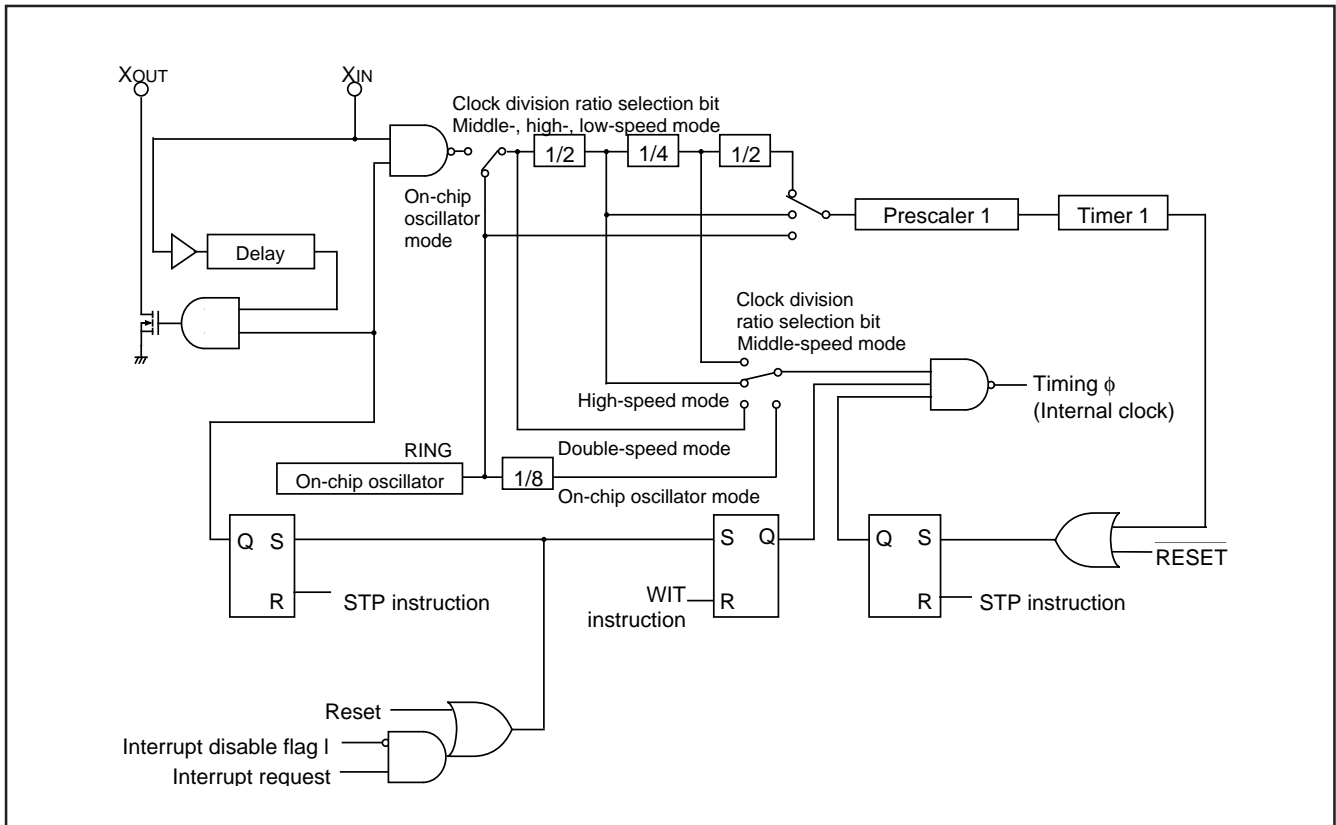 XOUT
XIN
Clock division ratio selection bit
Middle-, high-, low-speed mode
1/2
1/4
1/2
On-chip
oscillator
mode
Prescaler 1
Timer 1
Delay
Clock division
ratio selection bit
Middle-speed mode
Timing ϕ
(Internal clock)
High-speed mode
RING
Double-speed mode
On-chip oscillator
1/8
On-chip oscillator mode
Q S
R
STP instruction
S Q
R
WIT
instruction
Q S
R
STP instruction
RESET
Reset
Interrupt disable flag I
Interrupt request